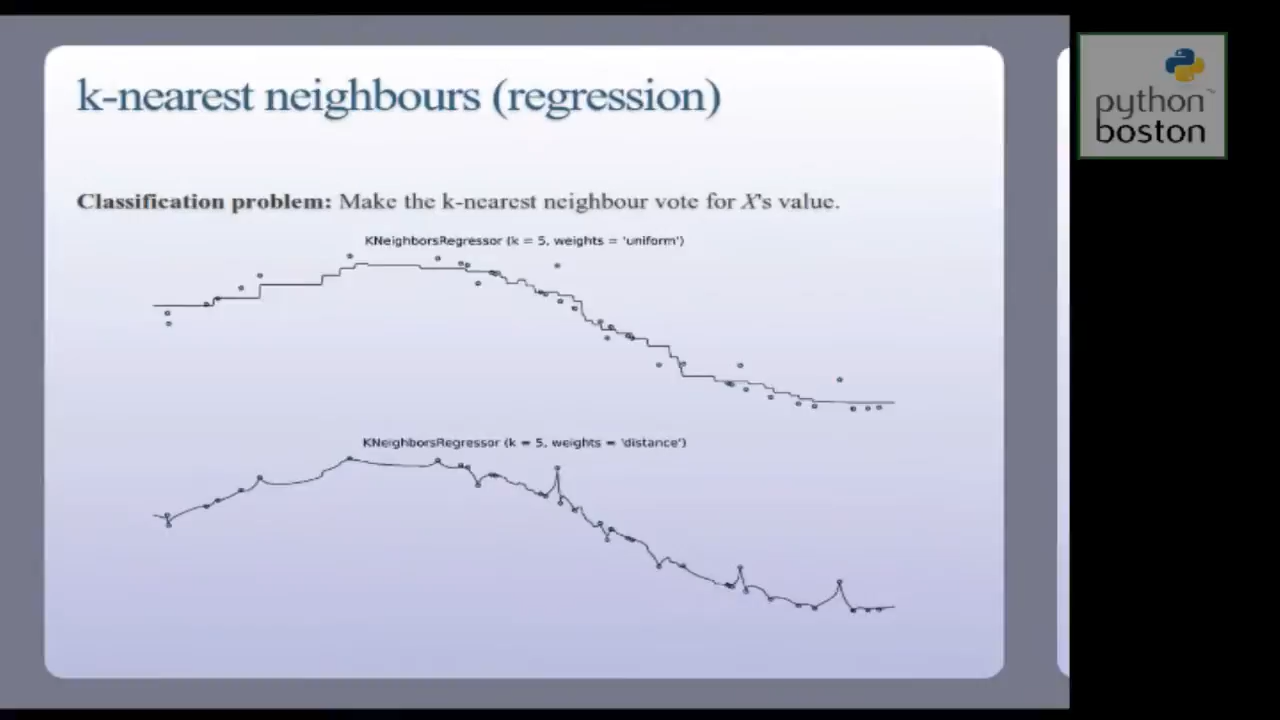 k-nearest neighbours (regression)
Classification problem: Make the k-nearest neighbour vote for X's value.
KNeighborsRegressor (k = 5, weights = 'uniform')
KNeighborsRegressor (k = 5, weights = 'distance')
python™
boston